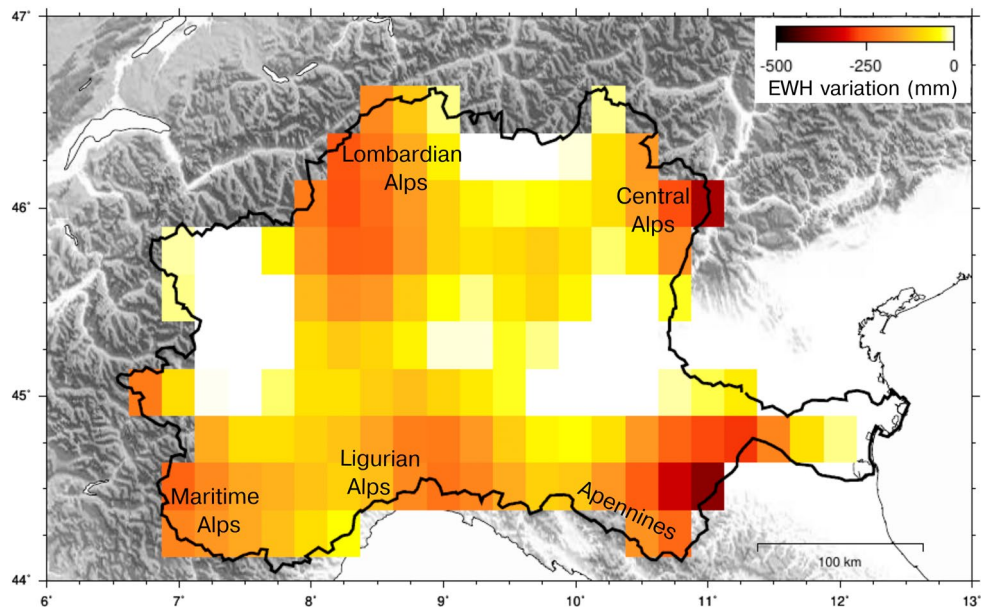 47°
-500
-250
0
EWH variation (mm)
Lombardian
Alps
46°
Central
Alps
45°
Ligurian
Alps
Maritime
Alps
Apennines
100 km
44°
6°
7°
8°
9°
10°
11°
12°
13°